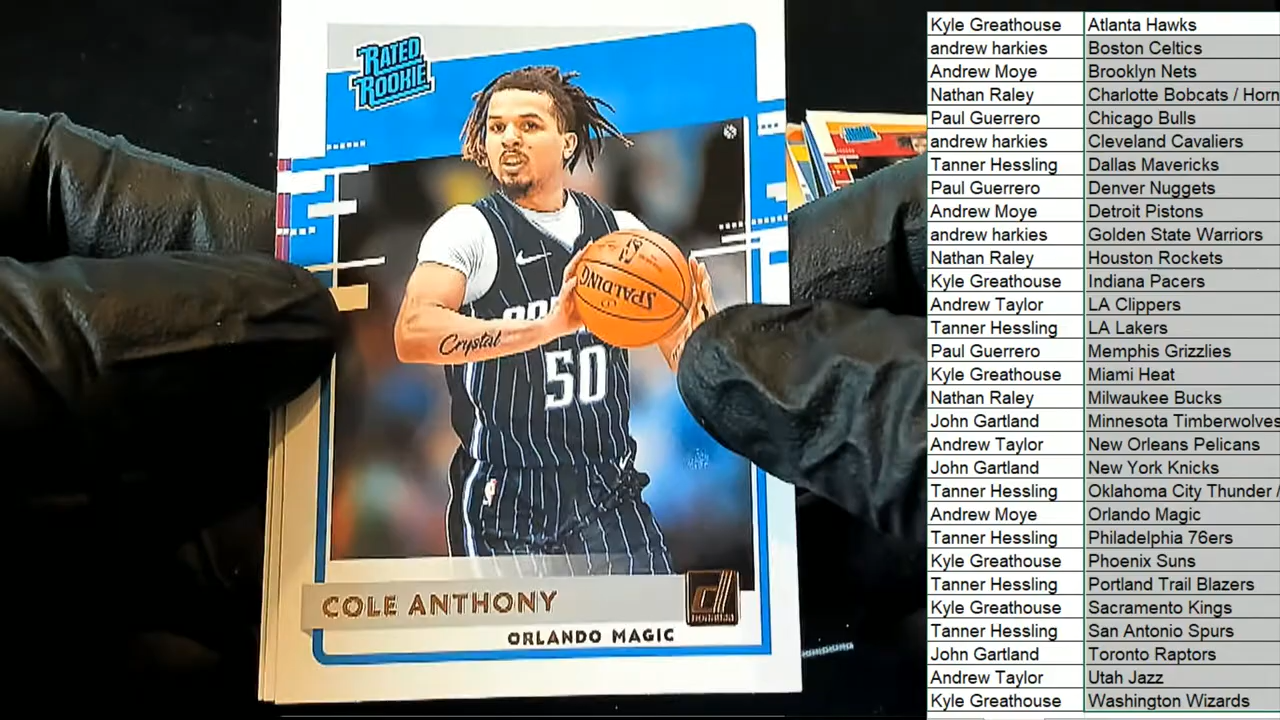 RATED
ROOKIE
SPALDING
Crystal
50
COLE ANTHONY
DONRUSS
ORLANDO MAGIC
Kyle Greathouse Atlanta Hawks
andrew harkies Boston Celtics
Andrew Moye Brooklyn Nets
Nathan Raley Charlotte Bobcats / Horn
Paul Guerrero Chicago Bulls
andrew harkies Cleveland Cavaliers
Tanner Hessling Dallas Mavericks
Paul Guerrero Denver Nuggets
Andrew Moye Detroit Pistons
andrew harkies Golden State Warriors
Nathan Raley Houston Rockets
Kyle Greathouse Indiana Pacers
Andrew Taylor LA Clippers
Tanner Hessling LA Lakers
Paul Guerrero Memphis Grizzlies
Kyle Greathouse Miami Heat
Nathan Raley Milwaukee Bucks
John Gartland Minnesota Timberwolves
Andrew Taylor New Orleans Pelicans
John Gartland New York Knicks
Tanner Hessling Oklahoma City Thunder /
Andrew Moye Orlando Magic
Tanner Hessling Philadelphia 76ers
Kyle Greathouse Phoenix Suns
Tanner Hessling Portland Trail Blazers
Kyle Greathouse Sacramento Kings
Tanner Hessling San Antonio Spurs
John Gartland Toronto Raptors
Andrew Taylor Utah Jazz
Kyle Greathouse Washington Wizards